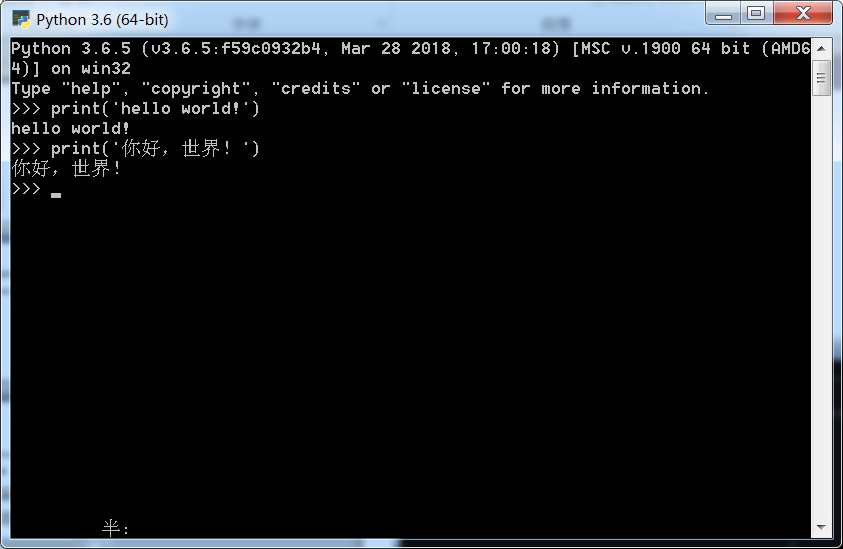 Python 3.6 (64-bit)
Python 3.6.5 (v3.6.5:f59c0932b4, Mar 28 2018, 17:00:18) [MSC v.1900 64 bit (AMD6
4)] on win32
Type "help", "copyright", "credits" or "license" for more information.
>>> print('hello world!')
hello world!
>>> print('你好，世界！')
你好，世界！
>>>
半: